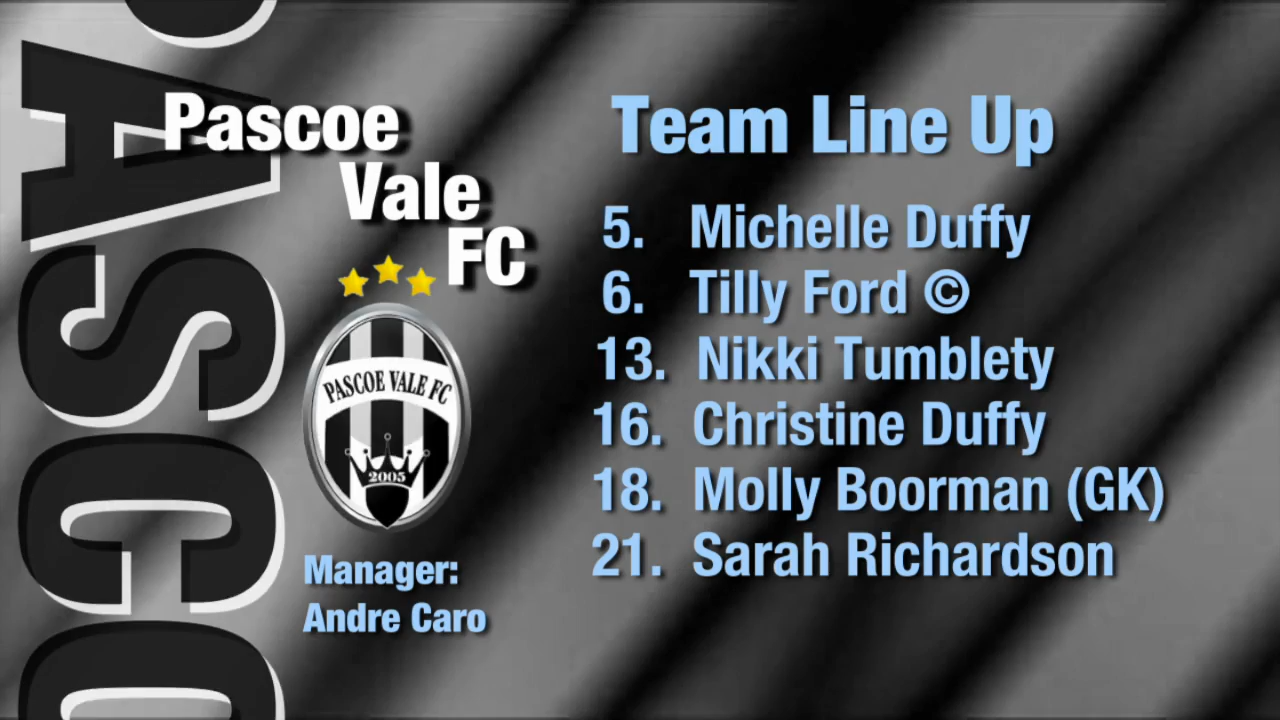 Pascoe
Vale
FC
PASCOE VALE FC
2005
Manager:
Andre Caro
Team Line Up
5. Michelle Duffy
6. Tilly Ford ©
13. Nikki Tumblety
16. Christine Duffy
18. Molly Boorman (GK)
21. Sarah Richardson
ASCO